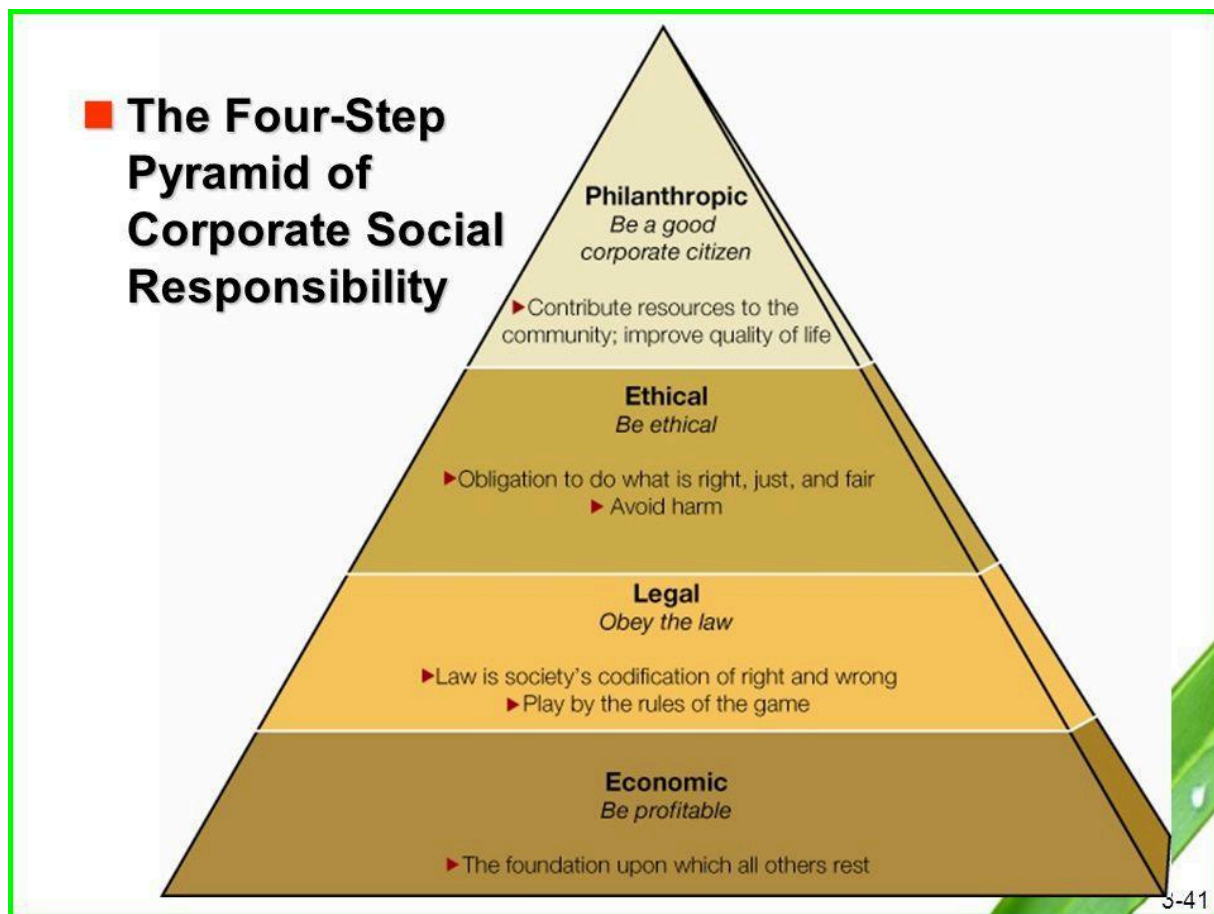 The Four-Step
Pyramid of
Corporate Social
Responsibility
Philanthropic
Be a good
corporate citizen
Contribute resources to the
community; improve quality of life
Ethical
Be ethical
Obligation to do what is right, just, and fair
Avoid harm
Legal
Obey the law
Law is society's codification of right and wrong
Play by the rules of the game
Economic
Be profitable
The foundation upon which all others rest
3-41